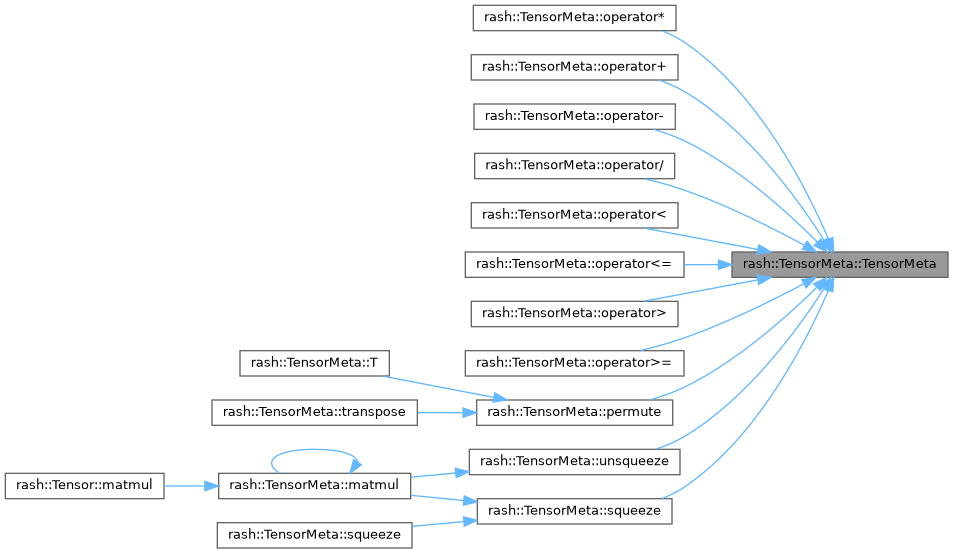 rash::TensorMeta::operator*
rash::TensorMeta::operator+
rash::TensorMeta::operator-
rash::TensorMeta::operator/
rash::TensorMeta::operator<
rash::TensorMeta::TensorMeta
rash::TensorMeta::operator<=
rash::TensorMeta::operator>
rash::TensorMeta::operator>=
rash::TensorMeta::T
rash::TensorMeta::transpose
rash::TensorMeta::permute
rash::TensorMeta::unsqueeze
rash::Tensor::matmul
rash::TensorMeta::matmul
rash::TensorMeta::squeeze
rash::TensorMeta::squeeze